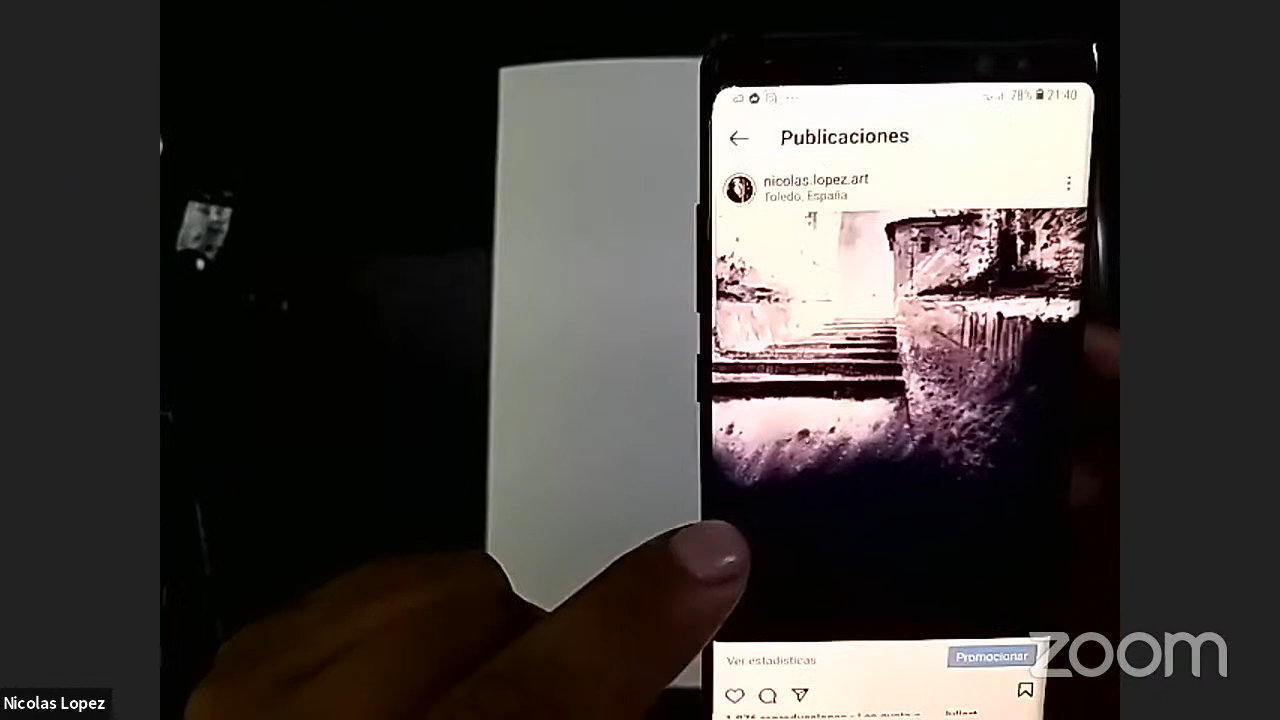 78% 21:40
Publicaciones
nicolas.lopez.art
Toledo, España
Ver estadísticas
Promocionar
zoom
Nicolas Lopez